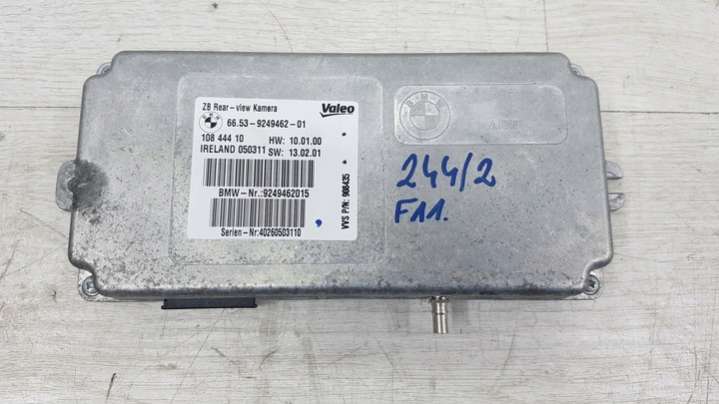 ZB Rear-view Kamera
Valeo
66.53-9249462-01
108 444 10 HW: 10.01.00
IRELAND 050311 SW: 13.02.01
BMW-Nr.:9249462015
Serien-Nr:40260503110
VVS P/N: 986435
244/2
F11.